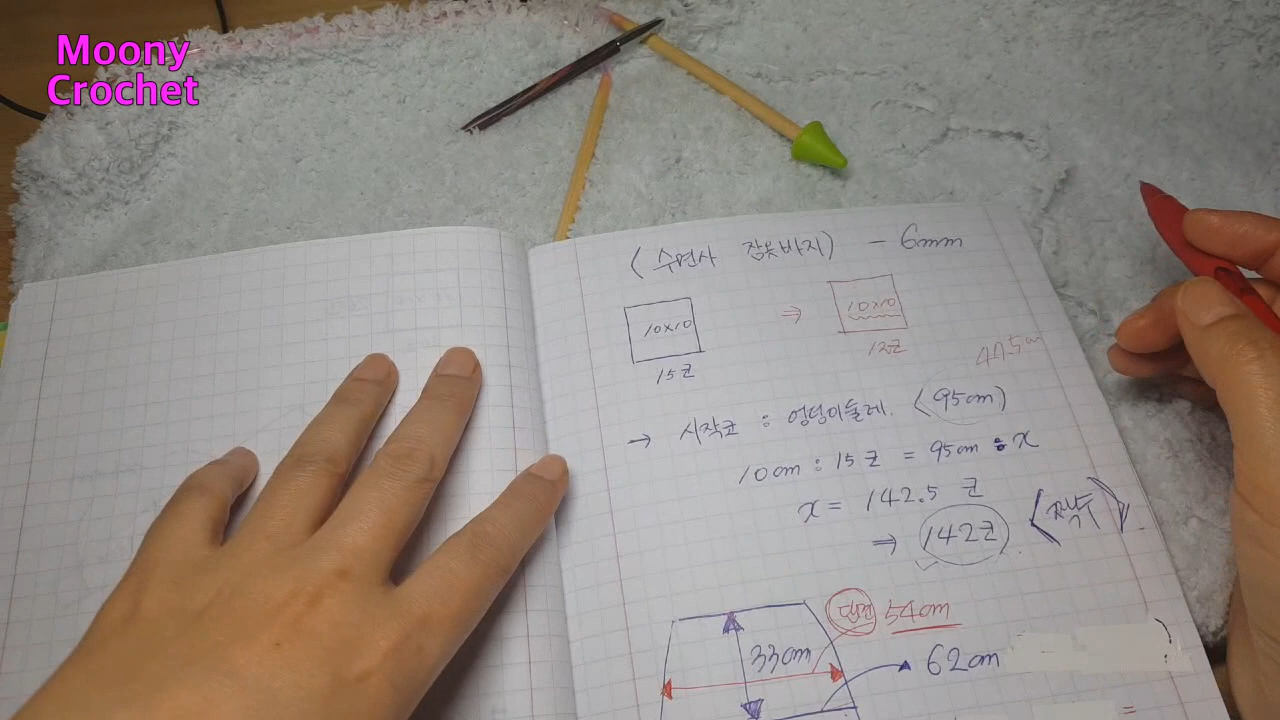 Moony
Crochet
〈 수면사 잠옷바지 〉 - 6mm
10x10 ⇒ 10x10
15코 12코
47.5cm
→ 시작코 : 엉덩이둘레. 〈95cm〉
10cm : 15코 = 95cm : x
x = 142.5 코
⇒ 142코
단면 54cm
33cm
62cm
=